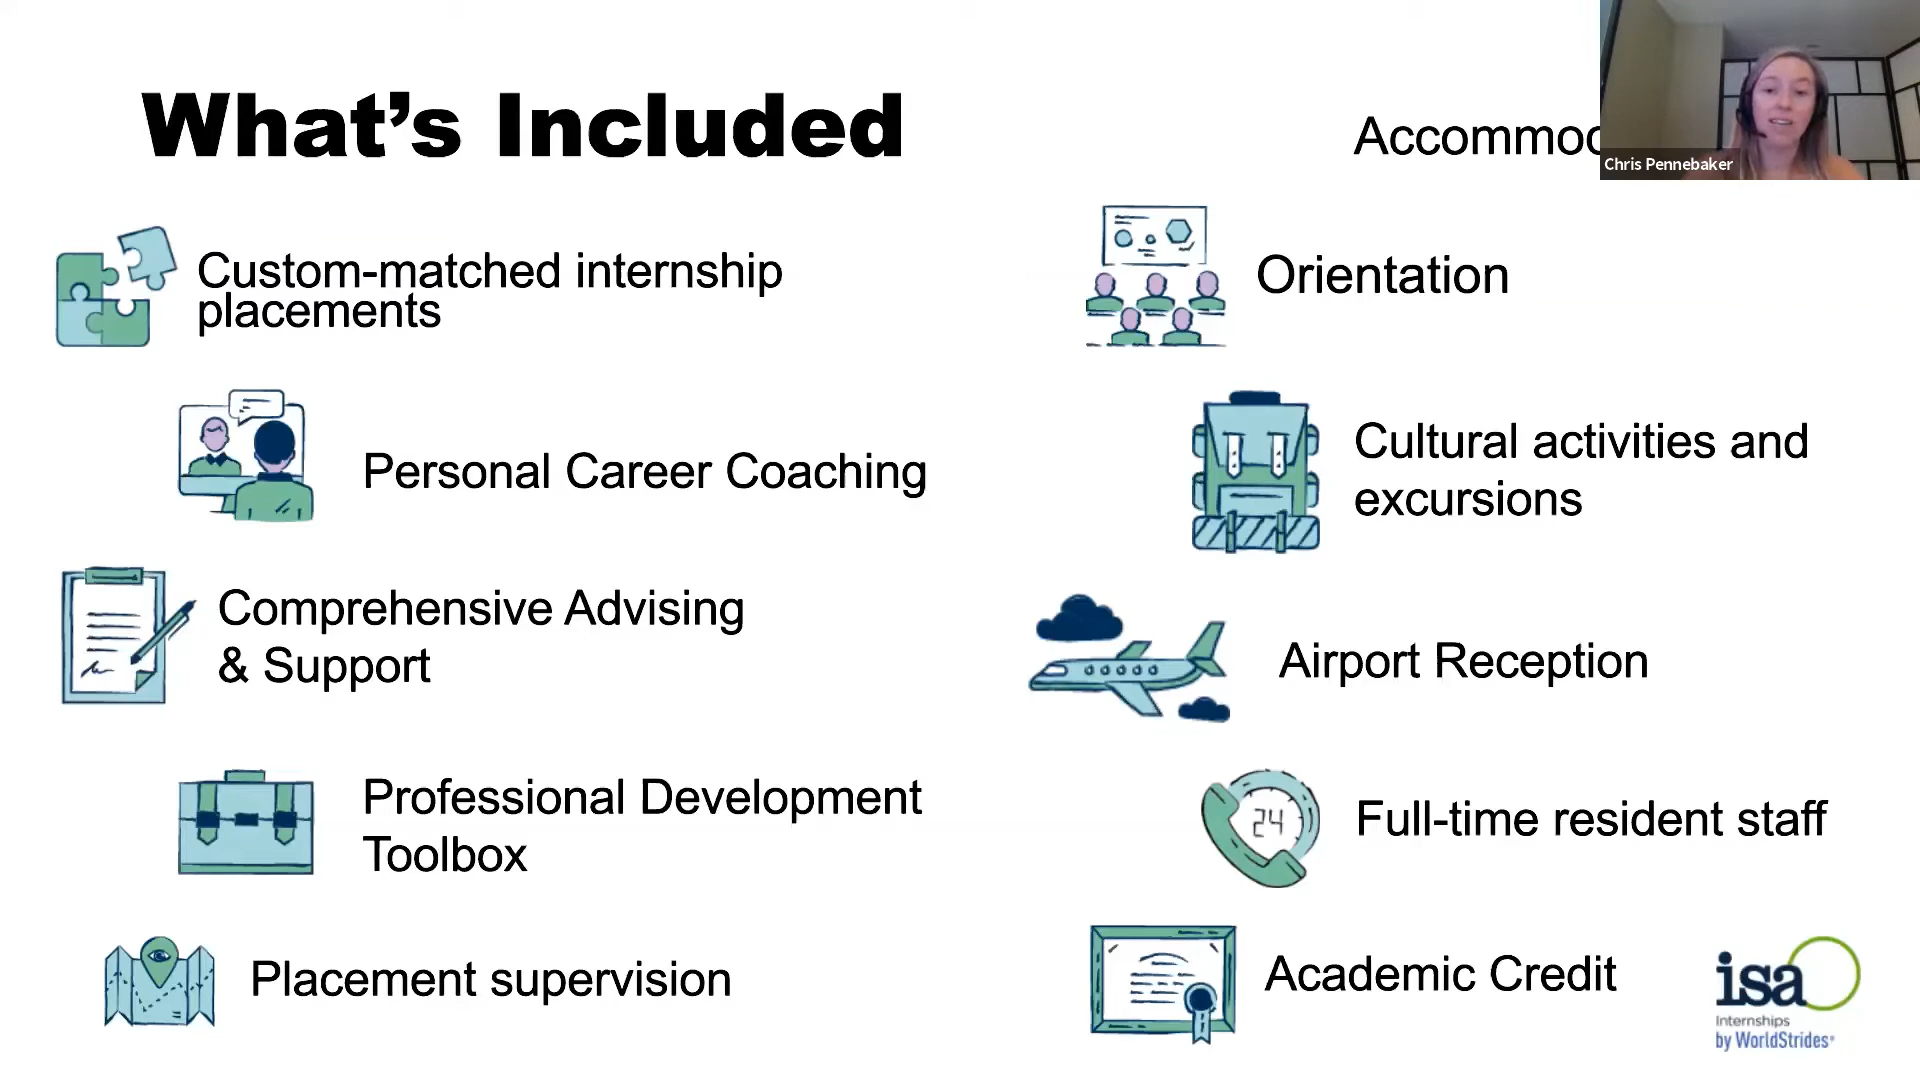 What's Included
Custom-matched internship
placements
Personal Career Coaching
Comprehensive Advising
& Support
Professional Development
Toolbox
Placement supervision
Chris Pennebaker
Orientation
Cultural activities and
excursions
Airport Reception
24
Full-time resident staff
Academic Credit
isa
Internships
by WorldStrides